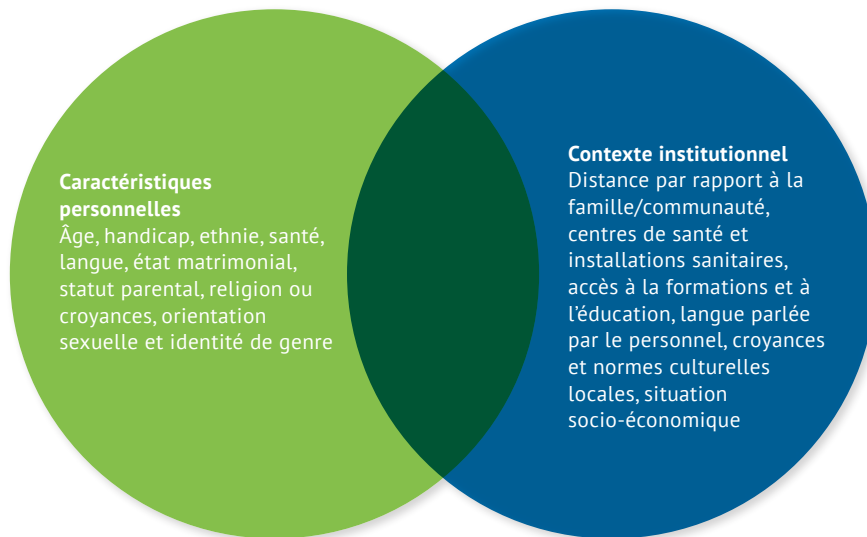 Caractéristiques
personnelles
Âge, handicap, ethnie, santé,
langue, état matrimonial,
statut parental, religion ou
croyances, orientation
sexuelle et identité de genre
Contexte institutionnel
Distance par rapport à la
famille/communauté,
centres de santé et
installations sanitaires,
accès à la formations et à
l’éducation, langue parlée
par le personnel, croyances
et normes culturelles
locales, situation
socio-économique